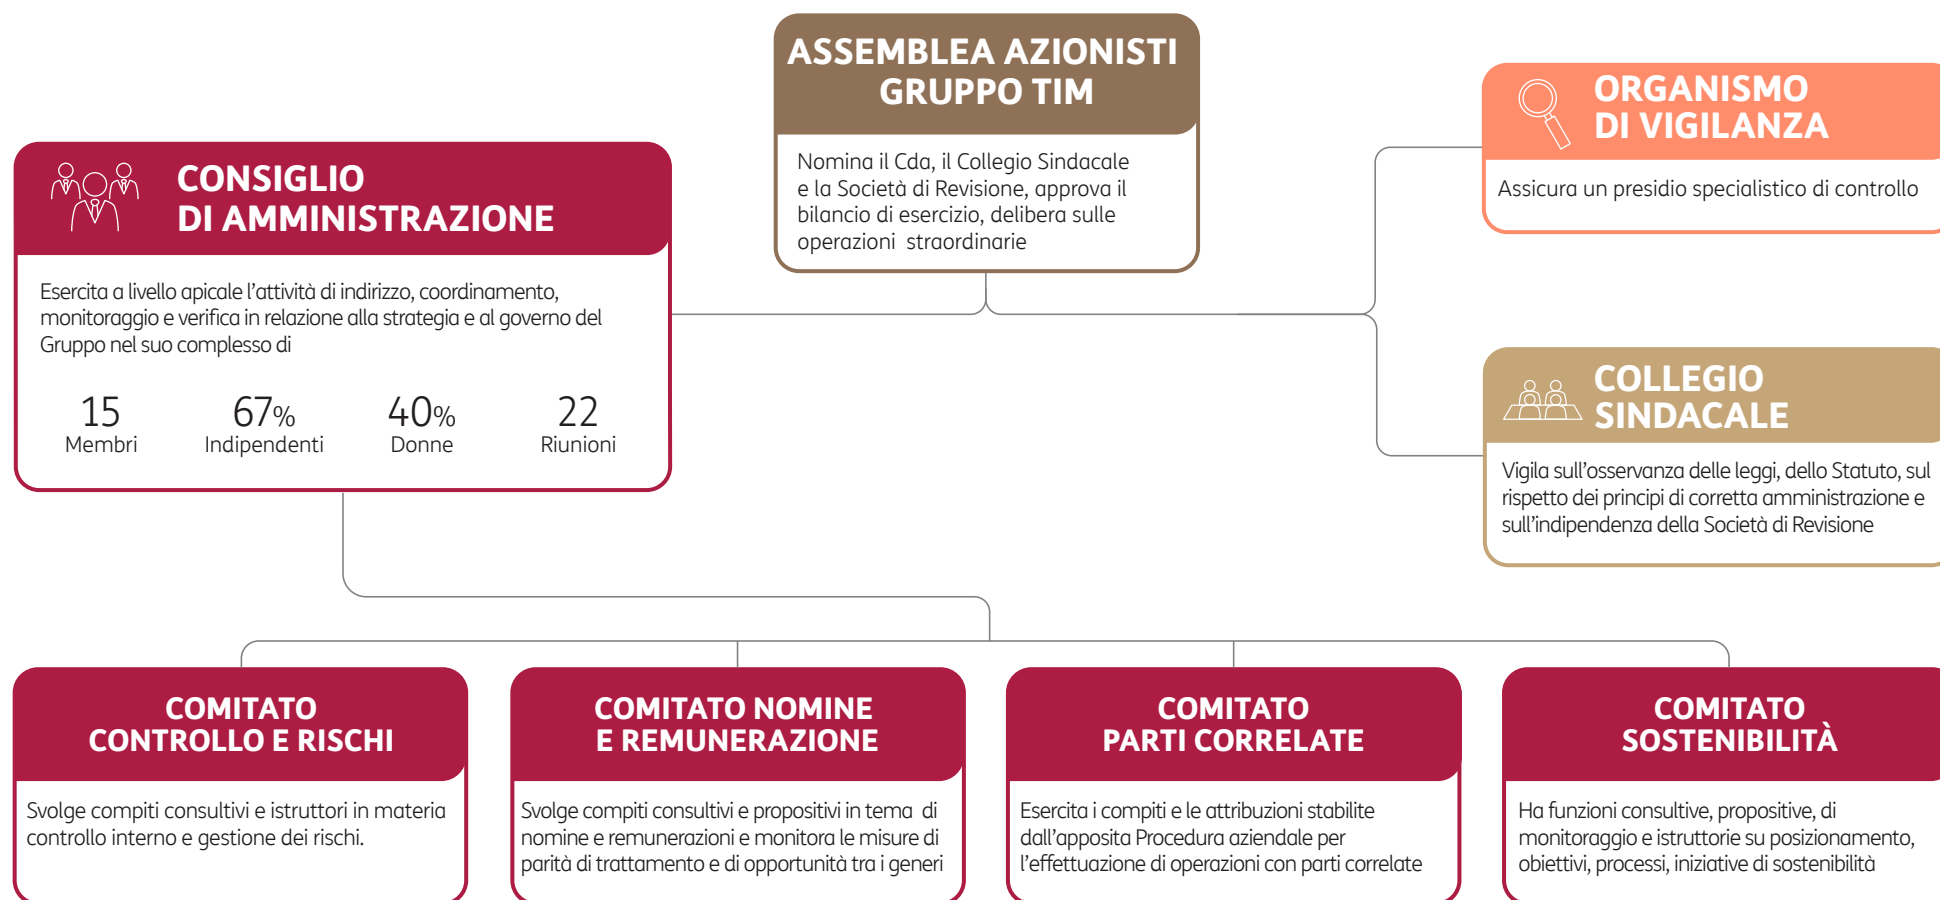 ASSEMBLEA AZIONISTI
GRUPPO TIM
Nomina il Cda, il Collegio Sindacale
e la Società di Revisione, approva il
bilancio di esercizio, delibera sulle
operazioni straordinarie
ORGANISMO
DI VIGILANZA
Assicura un presidio specialistico di controllo
CONSIGLIO
DI AMMINISTRAZIONE
Esercita a livello apicale l'attività di indirizzo, coordinamento,
monitoraggio e verifica in relazione alla strategia e al governo del
Gruppo nel suo complesso di
15 67% 40% 22
Membri Indipendenti Donne Riunioni
COLLEGIO
SINDACALE
Vigila sull'osservanza delle leggi, dello Statuto, sul
rispetto dei principi di corretta amministrazione e
sull'indipendenza della Società di Revisione
COMITATO
CONTROLLO E RISCHI
Svolge compiti consultivi e istruttori in materia
controllo interno e gestione dei rischi.
COMITATO NOMINE
E REMUNERAZIONE
Svolge compiti consultivi e propositivi in tema di
nomine e remunerazioni e monitora le misure di
parità di trattamento e di opportunità tra i generi
COMITATO
PARTI CORRELATE
Esercita i compiti e le attribuzioni stabilite
dall'apposita Procedura aziendale per
l'effettuazione di operazioni con parti correlate
COMITATO
SOSTENIBILITÀ
Ha funzioni consultive, propositive, di
monitoraggio e istruttorie su posizionamento,
obiettivi, processi, iniziative di sostenibilità